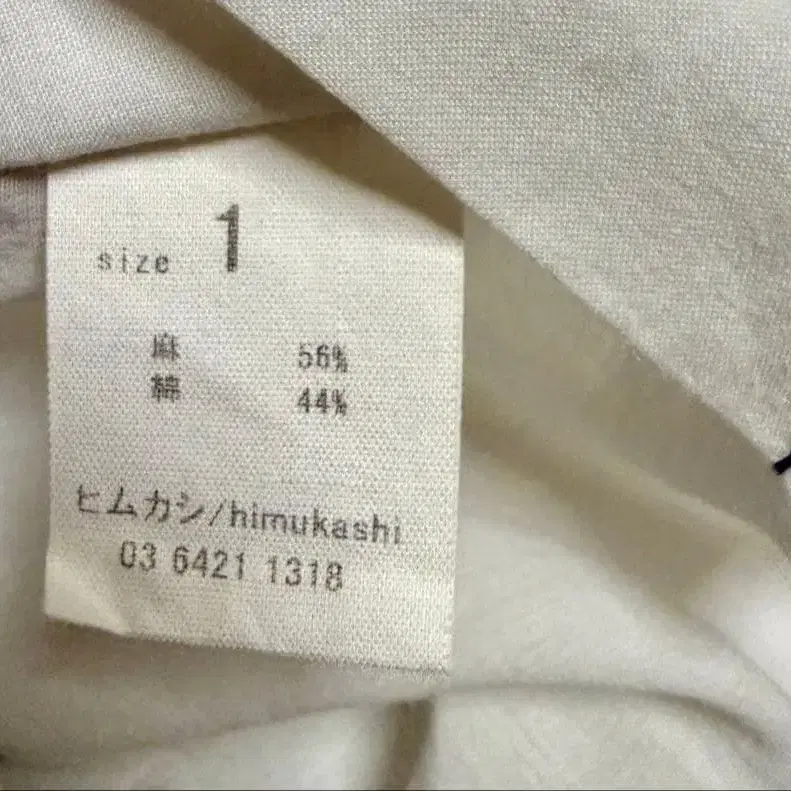 size 1
麻 56%
綿 44%
ヒムカシ/himukashi
03 6421 1318